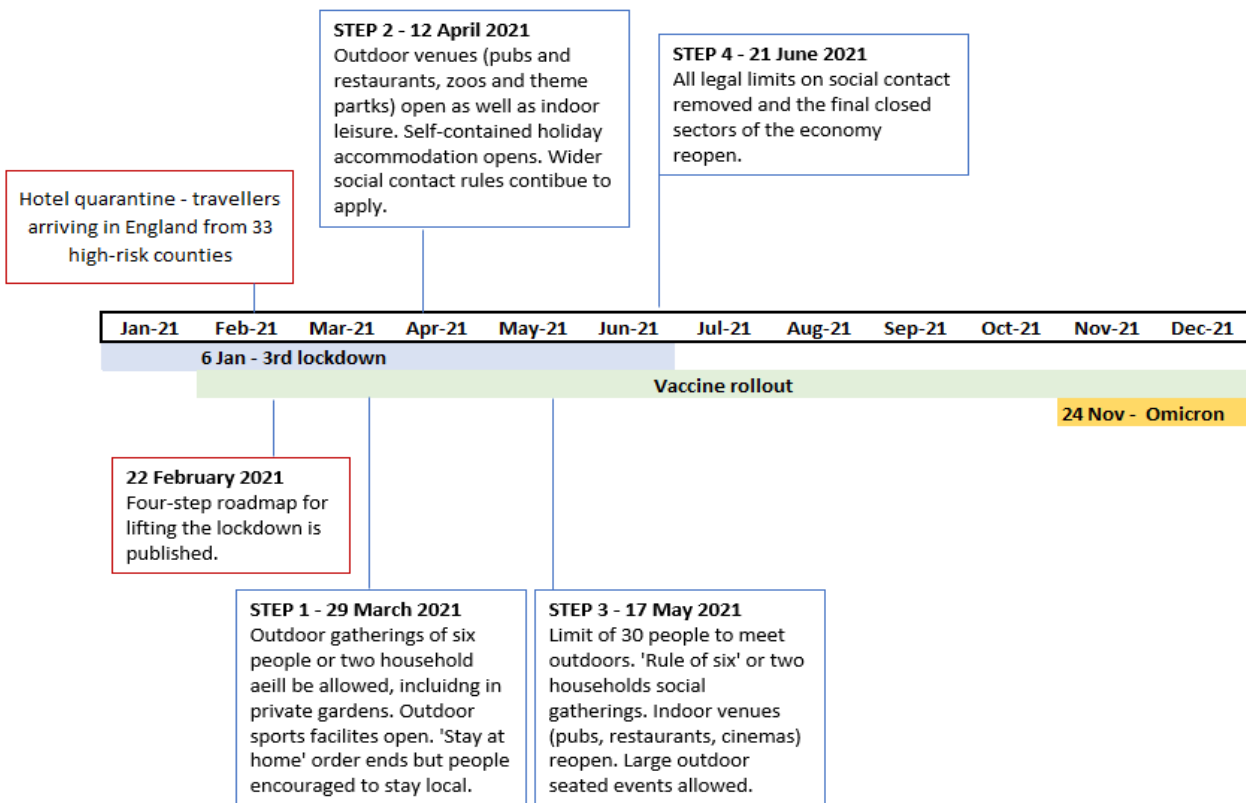 STEP 2 - 12 April 2021
Outdoor venues (pubs and
restaurants, zoos and theme
partks) open as well as indoor
leisure. Self-contained holiday
accommodation opens. Wider
social contact rules contibue to
apply.
STEP 4 - 21 June 2021
All legal limits on social contact
removed and the final closed
sectors of the economy
reopen.
Hotel quarantine - travellers
arriving in England from 33
high-risk counties
Jan-21 Feb-21 Mar-21 Apr-21 May-21 Jun-21 Jul-21 Aug-21 Sep-21 Oct-21 Nov-21 Dec-21
6 Jan - 3rd lockdown
Vaccine rollout
24 Nov - Omicron
22 February 2021
Four-step roadmap for
lifting the lockdown is
published.
STEP 1 - 29 March 2021
Outdoor gatherings of six
people or two household
aeill be allowed, incluidng in
private gardens. Outdoor
sports facilites open. 'Stay at
home' order ends but people
encouraged to stay local.
STEP 3 - 17 May 2021
Limit of 30 people to meet
outdoors. 'Rule of six' or two
households social
gatherings. Indoor venues
(pubs, restaurants, cinemas)
reopen. Large outdoor
seated events allowed.